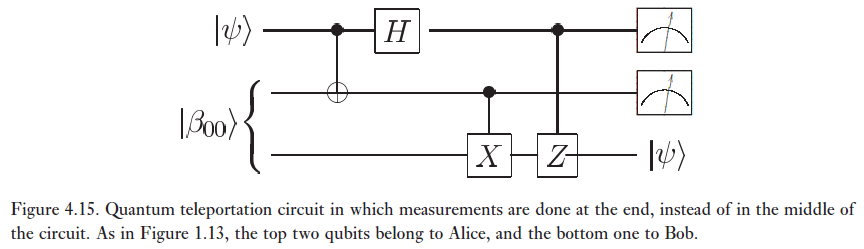 |ψ⟩
H
|β₀₀⟩
X
Z
|ψ⟩
Figure 4.15. Quantum teleportation circuit in which measurements are done at the end, instead of in the middle of
the circuit. As in Figure 1.13, the top two qubits belong to Alice, and the bottom one to Bob.